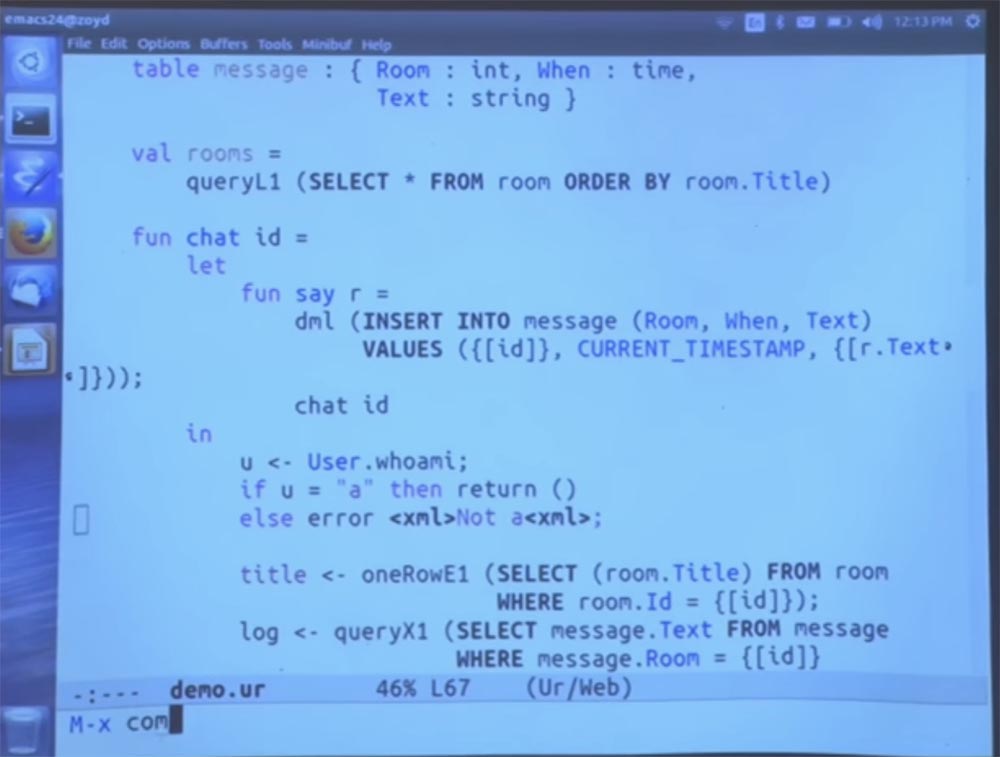 emacs24@zoyd
En
12:13 PM
File Edit Options Buffers Tools Minibuf Help
table message : { Room : int, When : time,
Text : string }
val rooms =
queryL1 (SELECT * FROM room ORDER BY room.Title)
fun chat id =
let
fun say r =
dml (INSERT INTO message (Room, When, Text)
VALUES ({[id]}, CURRENT_TIMESTAMP, {[r.Text
]}));
chat id
in
u <- User.whoami;
if u = "a" then return ()
else error <xml>Not a<xml>;
title <- oneRowE1 (SELECT (room.Title) FROM room
WHERE room.Id = {[id]});
log <- queryX1 (SELECT message.Text FROM message
WHERE message.Room = {[id]}
-:--- demo.ur 46% L67 (Ur/Web)
M-x com